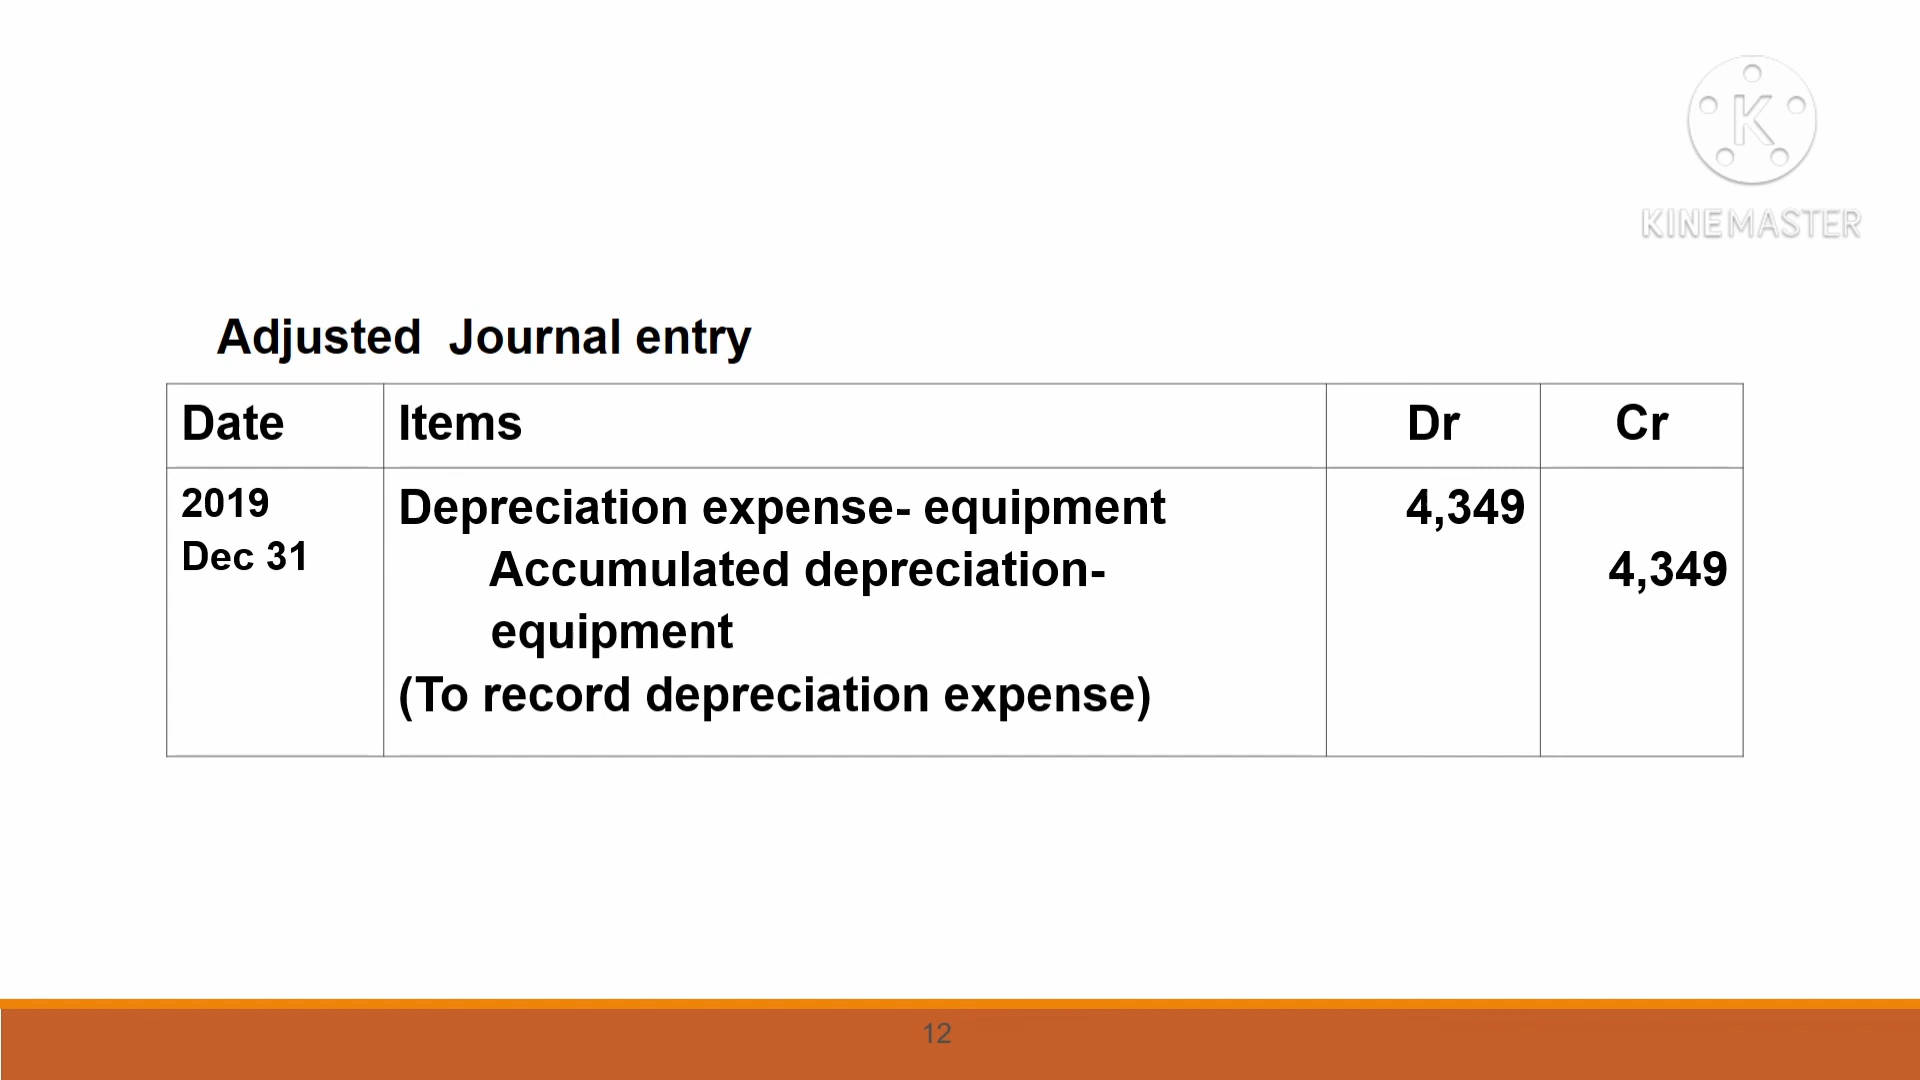 K
KINEMASTER
Adjusted Journal entry
Date Items Dr Cr
2019 Depreciation expense- equipment 4,349
Dec 31 Accumulated depreciation- 4,349
equipment
(To record depreciation expense)
12